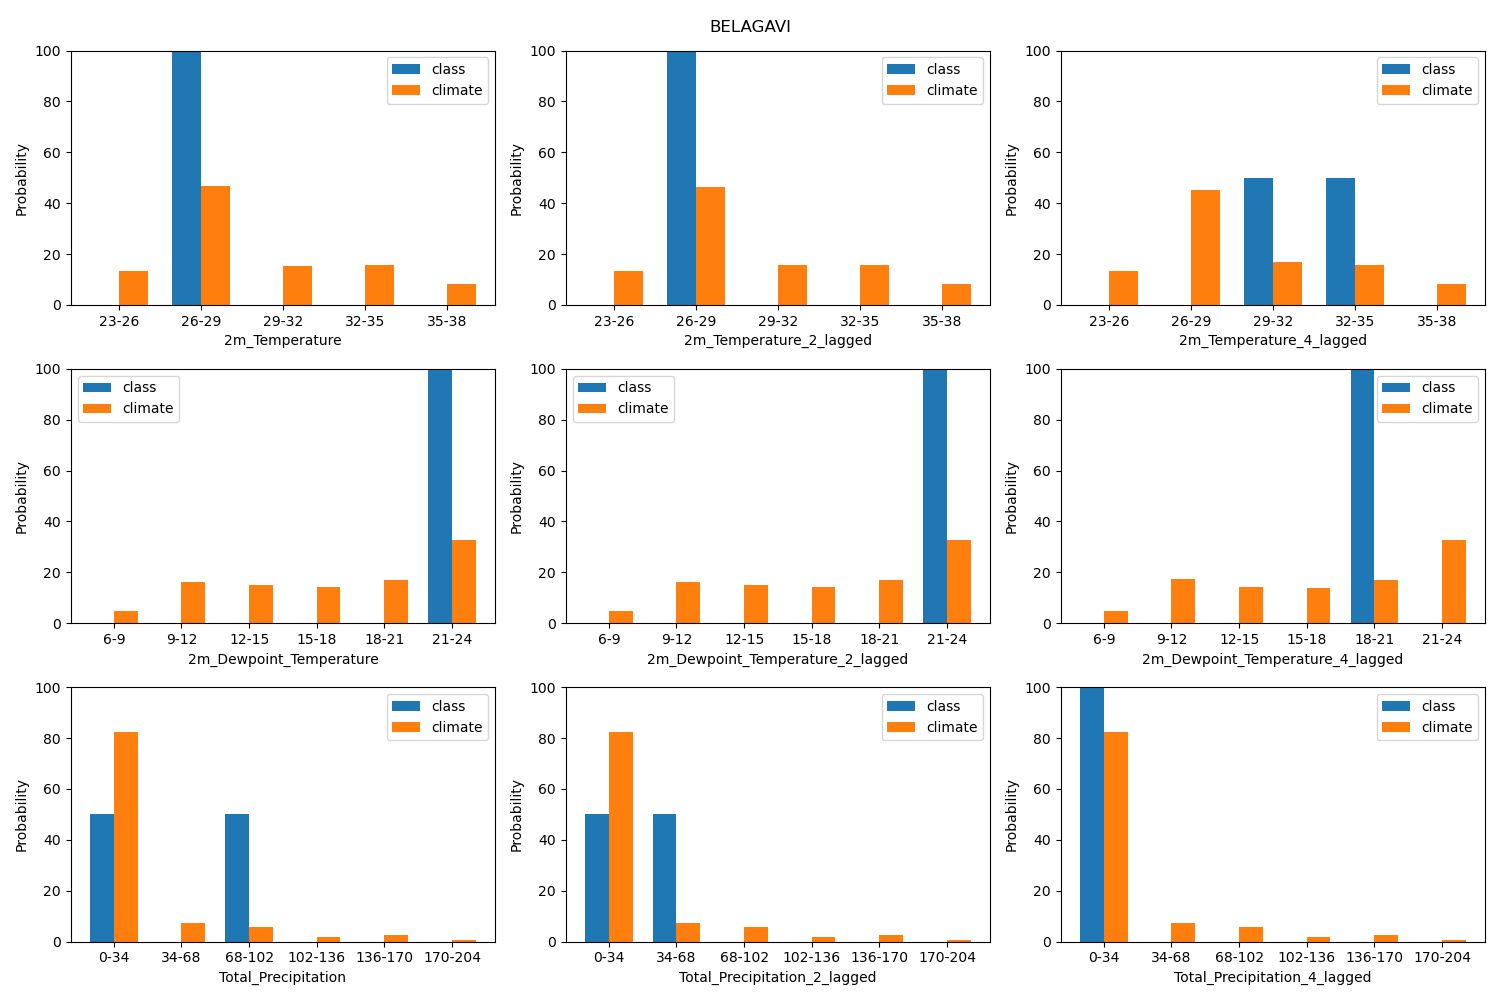 BELAGAVI
100
80
60
40
20
0
Probability
class
climate
23-26 26-29 29-32 32-35 35-38
2m_Temperature
100
80
60
40
20
0
Probability
class
climate
23-26 26-29 29-32 32-35 35-38
2m_Temperature_2_lagged
100
80
60
40
20
0
Probability
class
climate
23-26 26-29 29-32 32-35 35-38
2m_Temperature_4_lagged
100
80
60
40
20
0
Probability
class
climate
6-9 9-12 12-15 15-18 18-21 21-24
2m_Dewpoint_Temperature
100
80
60
40
20
0
Probability
class
climate
6-9 9-12 12-15 15-18 18-21 21-24
2m_Dewpoint_Temperature_2_lagged
100
80
60
40
20
0
Probability
class
climate
6-9 9-12 12-15 15-18 18-21 21-24
2m_Dewpoint_Temperature_4_lagged
100
80
60
40
20
0
Probability
class
climate
0-34 34-68 68-102 102-136 136-170 170-204
Total_Precipitation
100
80
60
40
20
0
Probability
class
climate
0-34 34-68 68-102 102-136 136-170 170-204
Total_Precipitation_2_lagged
100
80
60
40
20
0
Probability
class
climate
0-34 34-68 68-102 102-136 136-170 170-204
Total_Precipitation_4_lagged